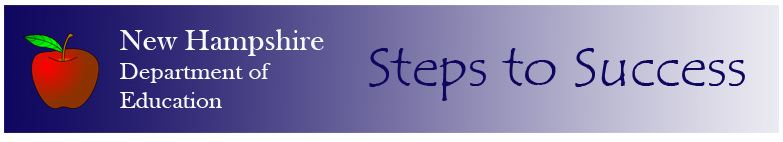 New Hampshire
Department of
Education
Steps to Success